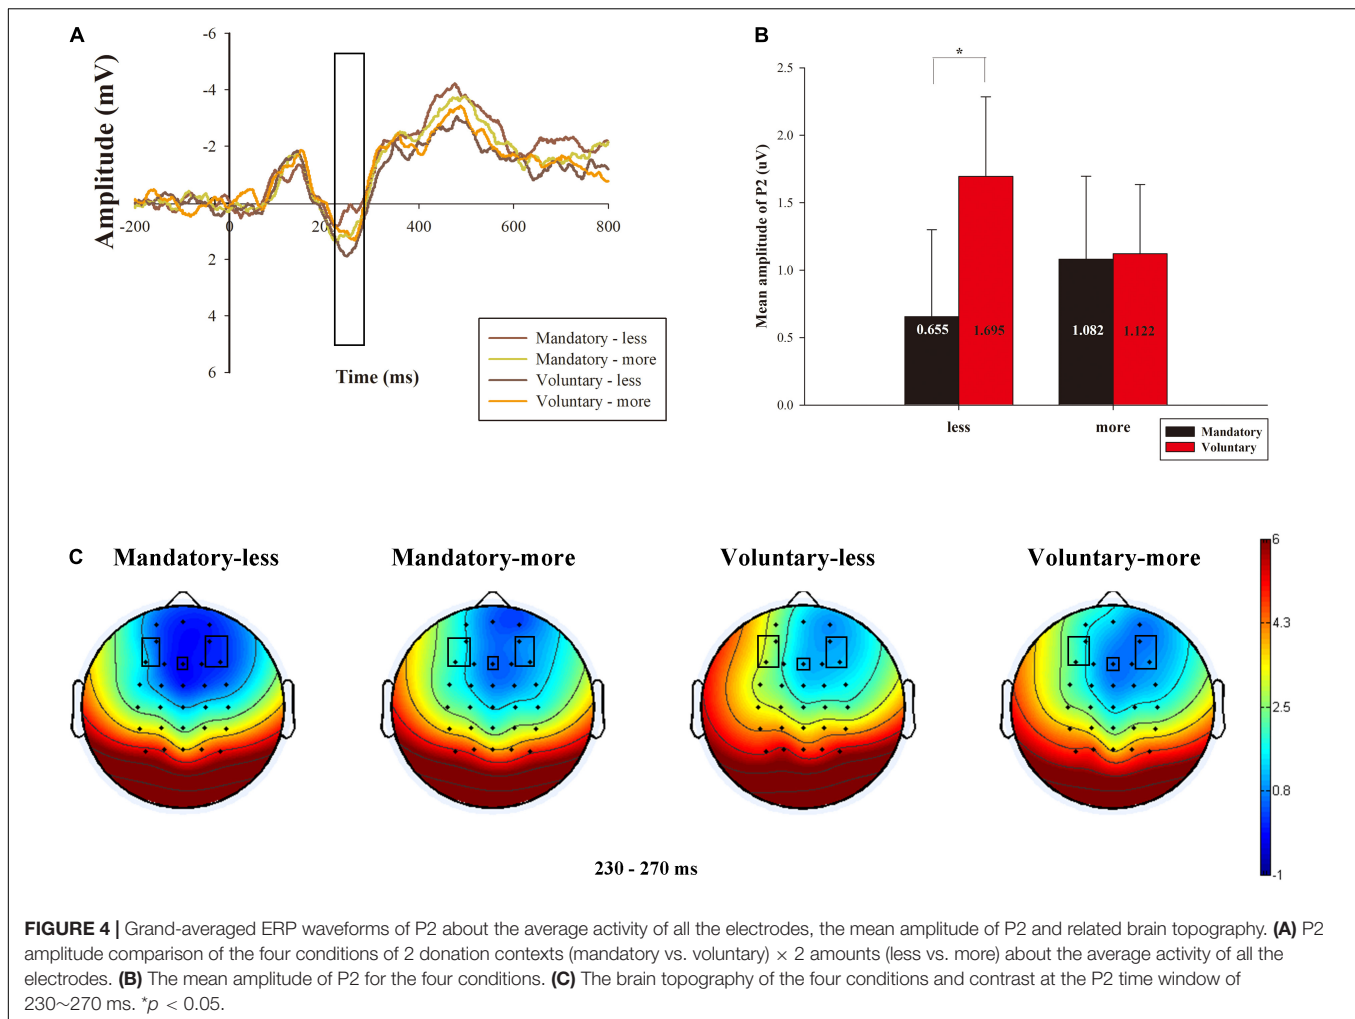 A
-6
-4
-2
2
4
6
Amplitude (mV)
-200
0
200
400
600
800
Time (ms)
Mandatory - less
Mandatory - more
Voluntary - less
Voluntary - more
B
*
2.5
2.0
1.5
1.0
0.5
0.0
Mean amplitude of P2 (uV)
0.655
1.695
1.082
1.122
less
more
Mandatory
Voluntary
C
Mandatory-less
Mandatory-more
Voluntary-less
Voluntary-more
6
4.3
2.5
0.8
-1
230 - 270 ms
FIGURE 4 | Grand-averaged ERP waveforms of P2 about the average activity of all the electrodes, the mean amplitude of P2 and related brain topography. (A) P2
amplitude comparison of the four conditions of 2 donation contexts (mandatory vs. voluntary) × 2 amounts (less vs. more) about the average activity of all the
electrodes. (B) The mean amplitude of P2 for the four conditions. (C) The brain topography of the four conditions and contrast at the P2 time window of
230~270 ms. *p < 0.05.